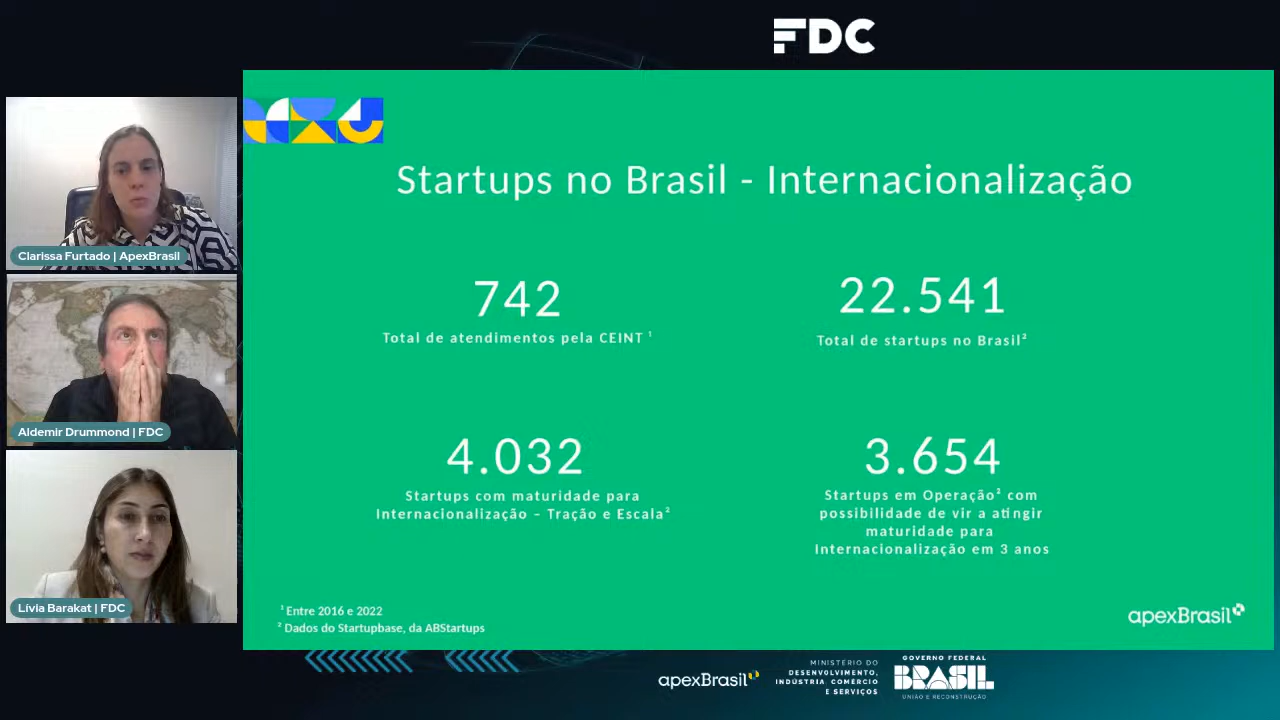 FDC
Startups no Brasil - Internacionalização
742
Total de atendimentos pela CEINT ¹
22.541
Total de startups no Brasil²
4.032
Startups com maturidade para
Internacionalização – Tração e Escala²
3.654
Startups em Operação² com
possibilidade de vir a atingir
maturidade para
Internacionalização em 3 anos
¹ Entre 2016 e 2022
² Dados do Startupbase, da ABStartups
apexBrasil
Clarissa Furtado | ApexBrasil
Aldemir Drummond | FDC
Lívia Barakat | FDC
apexBrasil
MINISTÉRIO DO
DESENVOLVIMENTO,
INDÚSTRIA, COMÉRCIO
E SERVIÇOS
GOVERNO FEDERAL
BRASIL
UNIÃO E RECONSTRUÇÃO